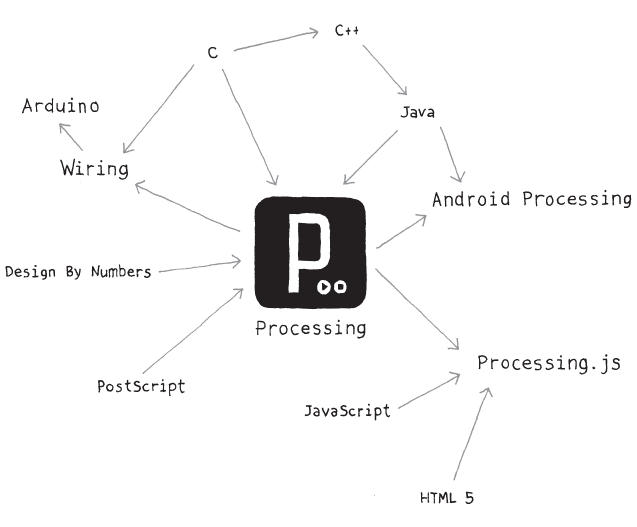 C++
C
Arduino
Java
Wiring
Android Processing
P
Design By Numbers
Processing
Processing.js
PostScript
JavaScript
HTML 5